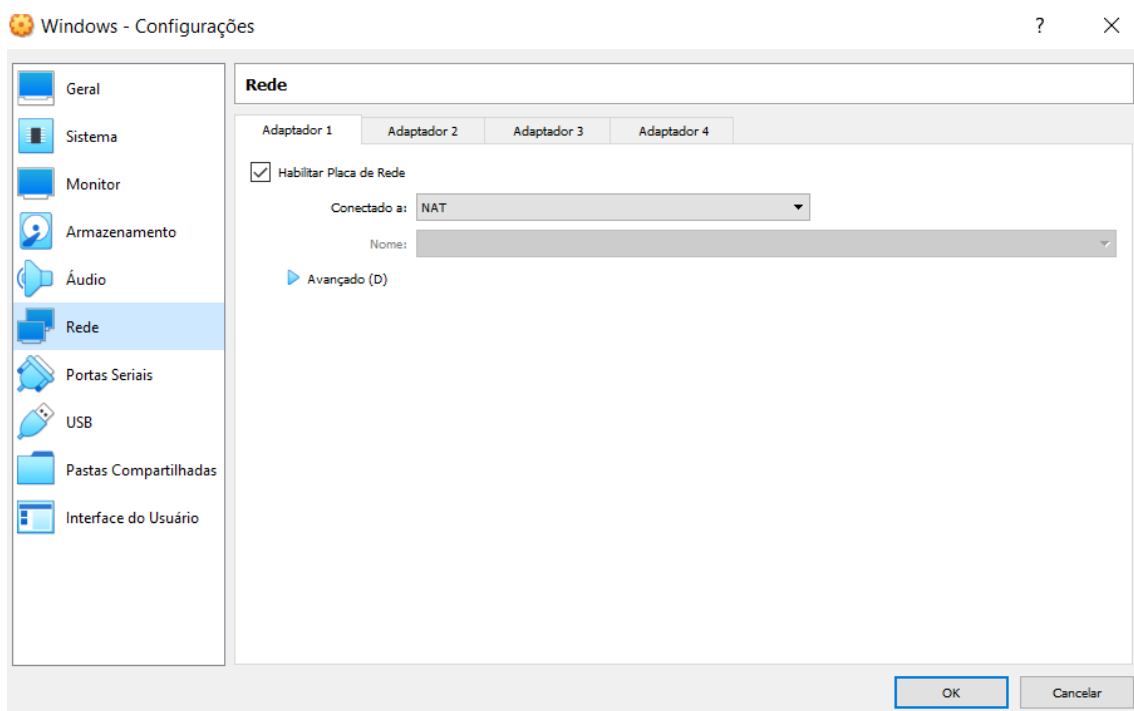 Windows - Configurações
?
Geral
Sistema
Monitor
Armazenamento
Áudio
Rede
Portas Seriais
USB
Pastas Compartilhadas
Interface do Usuário
Rede
Adaptador 1 Adaptador 2 Adaptador 3 Adaptador 4
Habilitar Placa de Rede
Conectado a: NAT
Nome:
Avançado (D)
OK Cancelar